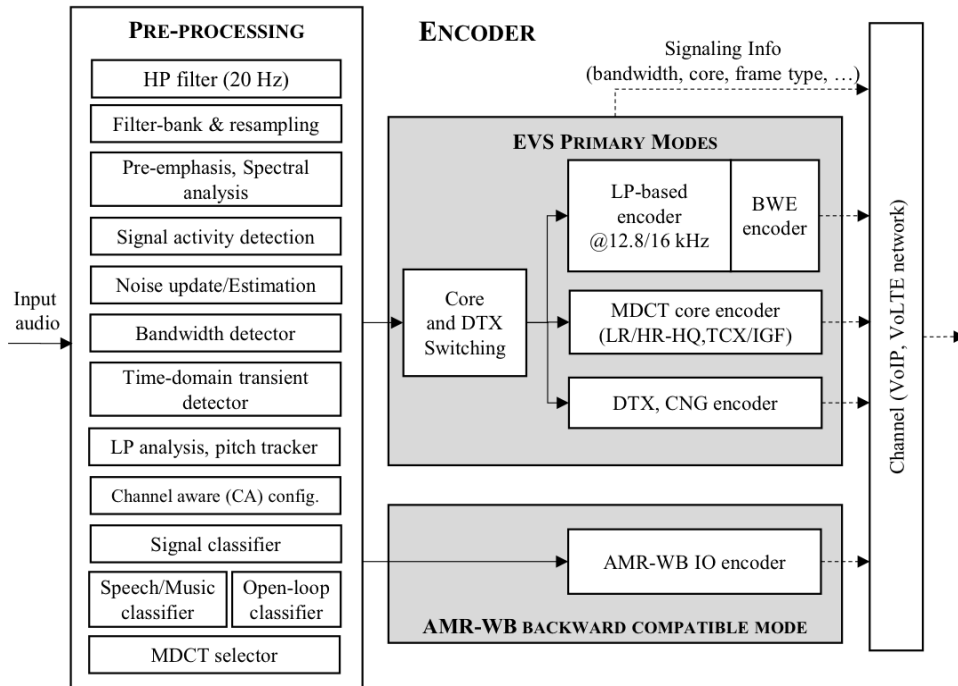 PRE-PROCESSING
HP filter (20 Hz)
Filter-bank & resampling
Pre-emphasis, Spectral
analysis
Signal activity detection
Noise update/Estimation
Bandwidth detector
Time-domain transient
detector
LP analysis, pitch tracker
Channel aware (CA) config.
Signal classifier
Speech/Music
classifier
Open-loop
classifier
MDCT selector
Input
audio
ENCODER
Signaling Info
(bandwidth, core, frame type, …)
EVS PRIMARY MODES
Core
and DTX
Switching
LP-based
encoder
@12.8/16 kHz
BWE
encoder
MDCT core encoder
(LR/HR-HQ,TCX/IGF)
DTX, CNG encoder
AMR-WB IO encoder
AMR-WB BACKWARD COMPATIBLE MODE
Channel (VoIP, VoLTE network)